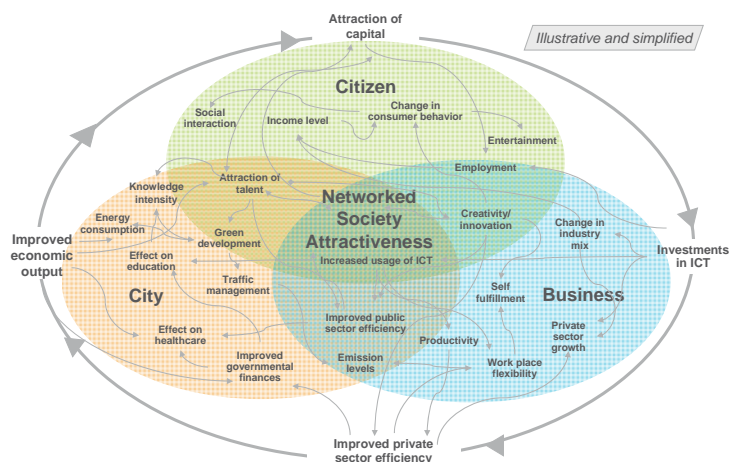 Attraction of
capital
Illustrative and simplified
Citizen
Social
interaction
Income level
Change in
consumer behavior
Entertainment
Employment
Attraction of
talent
Knowledge
intensity
Networked
Society
Attractiveness
Increased usage of ICT
Creativity/
innovation
Energy
consumption
Green
development
Change in
industry
mix
Improved
economic
output
Investments
in ICT
Effect on
education
Traffic
management
City
Self
fulfillment
Business
Improved public
sector efficiency
Effect on
healthcare
Productivity
Private
sector
growth
Improved
governmental
finances
Emission
levels
Work place
flexibility
Improved private
sector efficiency